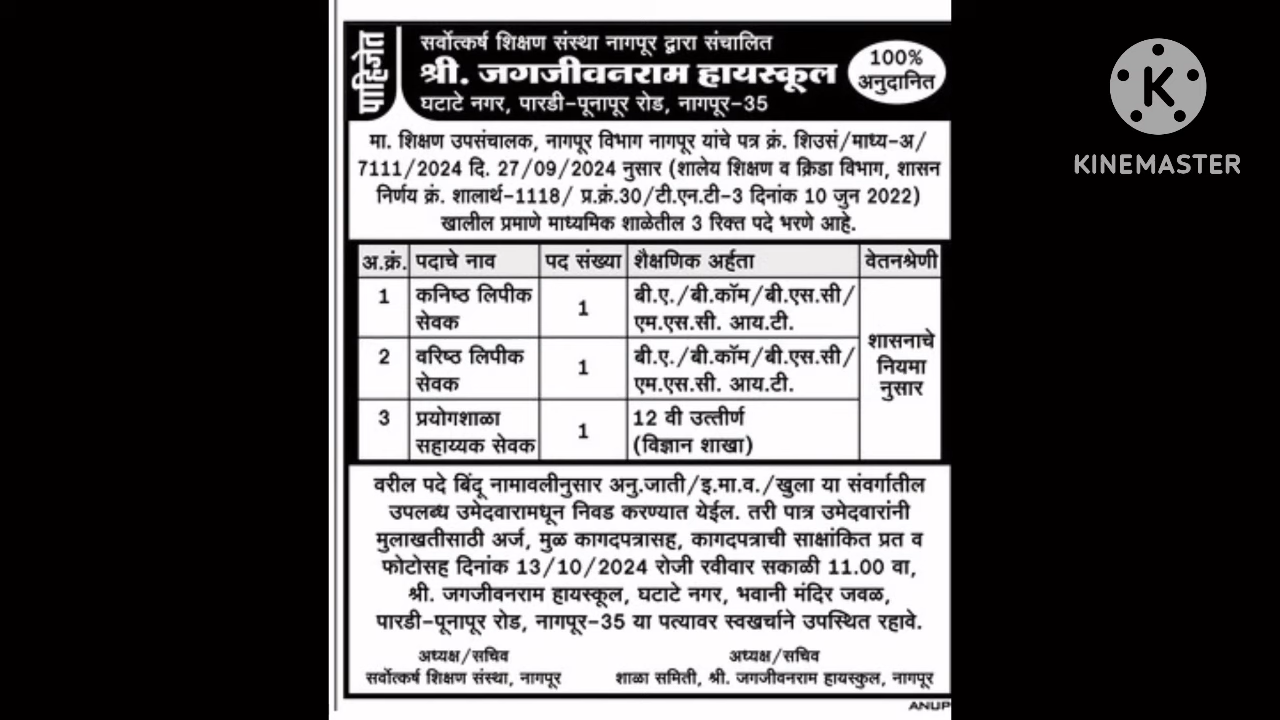 पाहिजेत
सर्वोत्कर्ष शिक्षण संस्था नागपूर द्वारा संचालित
श्री. जगजीवनराम हायस्कूल
घटाटे नगर, पारडी-पूनापूर रोड, नागपूर-35
100%
अनुदानित
मा. शिक्षण उपसंचालक, नागपूर विभाग नागपूर यांचे पत्र क्रं. शिउसं/माध्य-अ/
7111/2024 दि. 27/09/2024 नुसार (शालेय शिक्षण व क्रिडा विभाग, शासन
निर्णय क्रं. शालार्थ-1118/ प्र.क्रं.30/टी.एन.टी-3 दिनांक 10 जुन 2022)
खालील प्रमाणे माध्यमिक शाळेतील 3 रिक्त पदे भरणे आहे.
अ.क्रं. पदाचे नाव पद संख्या शैक्षणिक अर्हता वेतनश्रेणी
1 कनिष्ठ लिपीक 1 बी.ए./बी.कॉम/बी.एस.सी/
सेवक एम.एस.सी. आय.टी.
2 वरिष्ठ लिपीक 1 बी.ए./बी.कॉम/बी.एस.सी/
सेवक एम.एस.सी. आय.टी.
3 प्रयोगशाळा 1 12 वी उत्तीर्ण
सहाय्यक सेवक (विज्ञान शाखा)
शासनाचे
नियमा
नुसार
वरील पदे बिंदू नामावलीनुसार अनु.जाती/इ.मा.व./खुला या संवर्गातील
उपलब्ध उमेदवारामधून निवड करण्यात येईल. तरी पात्र उमेदवारांनी
मुलाखतीसाठी अर्ज, मुळ कागदपत्रासह, कागदपत्राची साक्षांकित प्रत व
फोटोसह दिनांक 13/10/2024 रोजी रवीवार सकाळी 11.00 वा,
श्री. जगजीवनराम हायस्कूल, घटाटे नगर, भवानी मंदिर जवळ,
पारडी-पूनापूर रोड, नागपूर-35 या पत्यावर स्वखर्चाने उपस्थित रहावे.
अध्यक्ष/सचिव अध्यक्ष/सचिव
सर्वोत्कर्ष शिक्षण संस्था, नागपूर शाळा समिती, श्री. जगजीवनराम हायस्कुल, नागपूर
ANUP
K
KINEMASTER